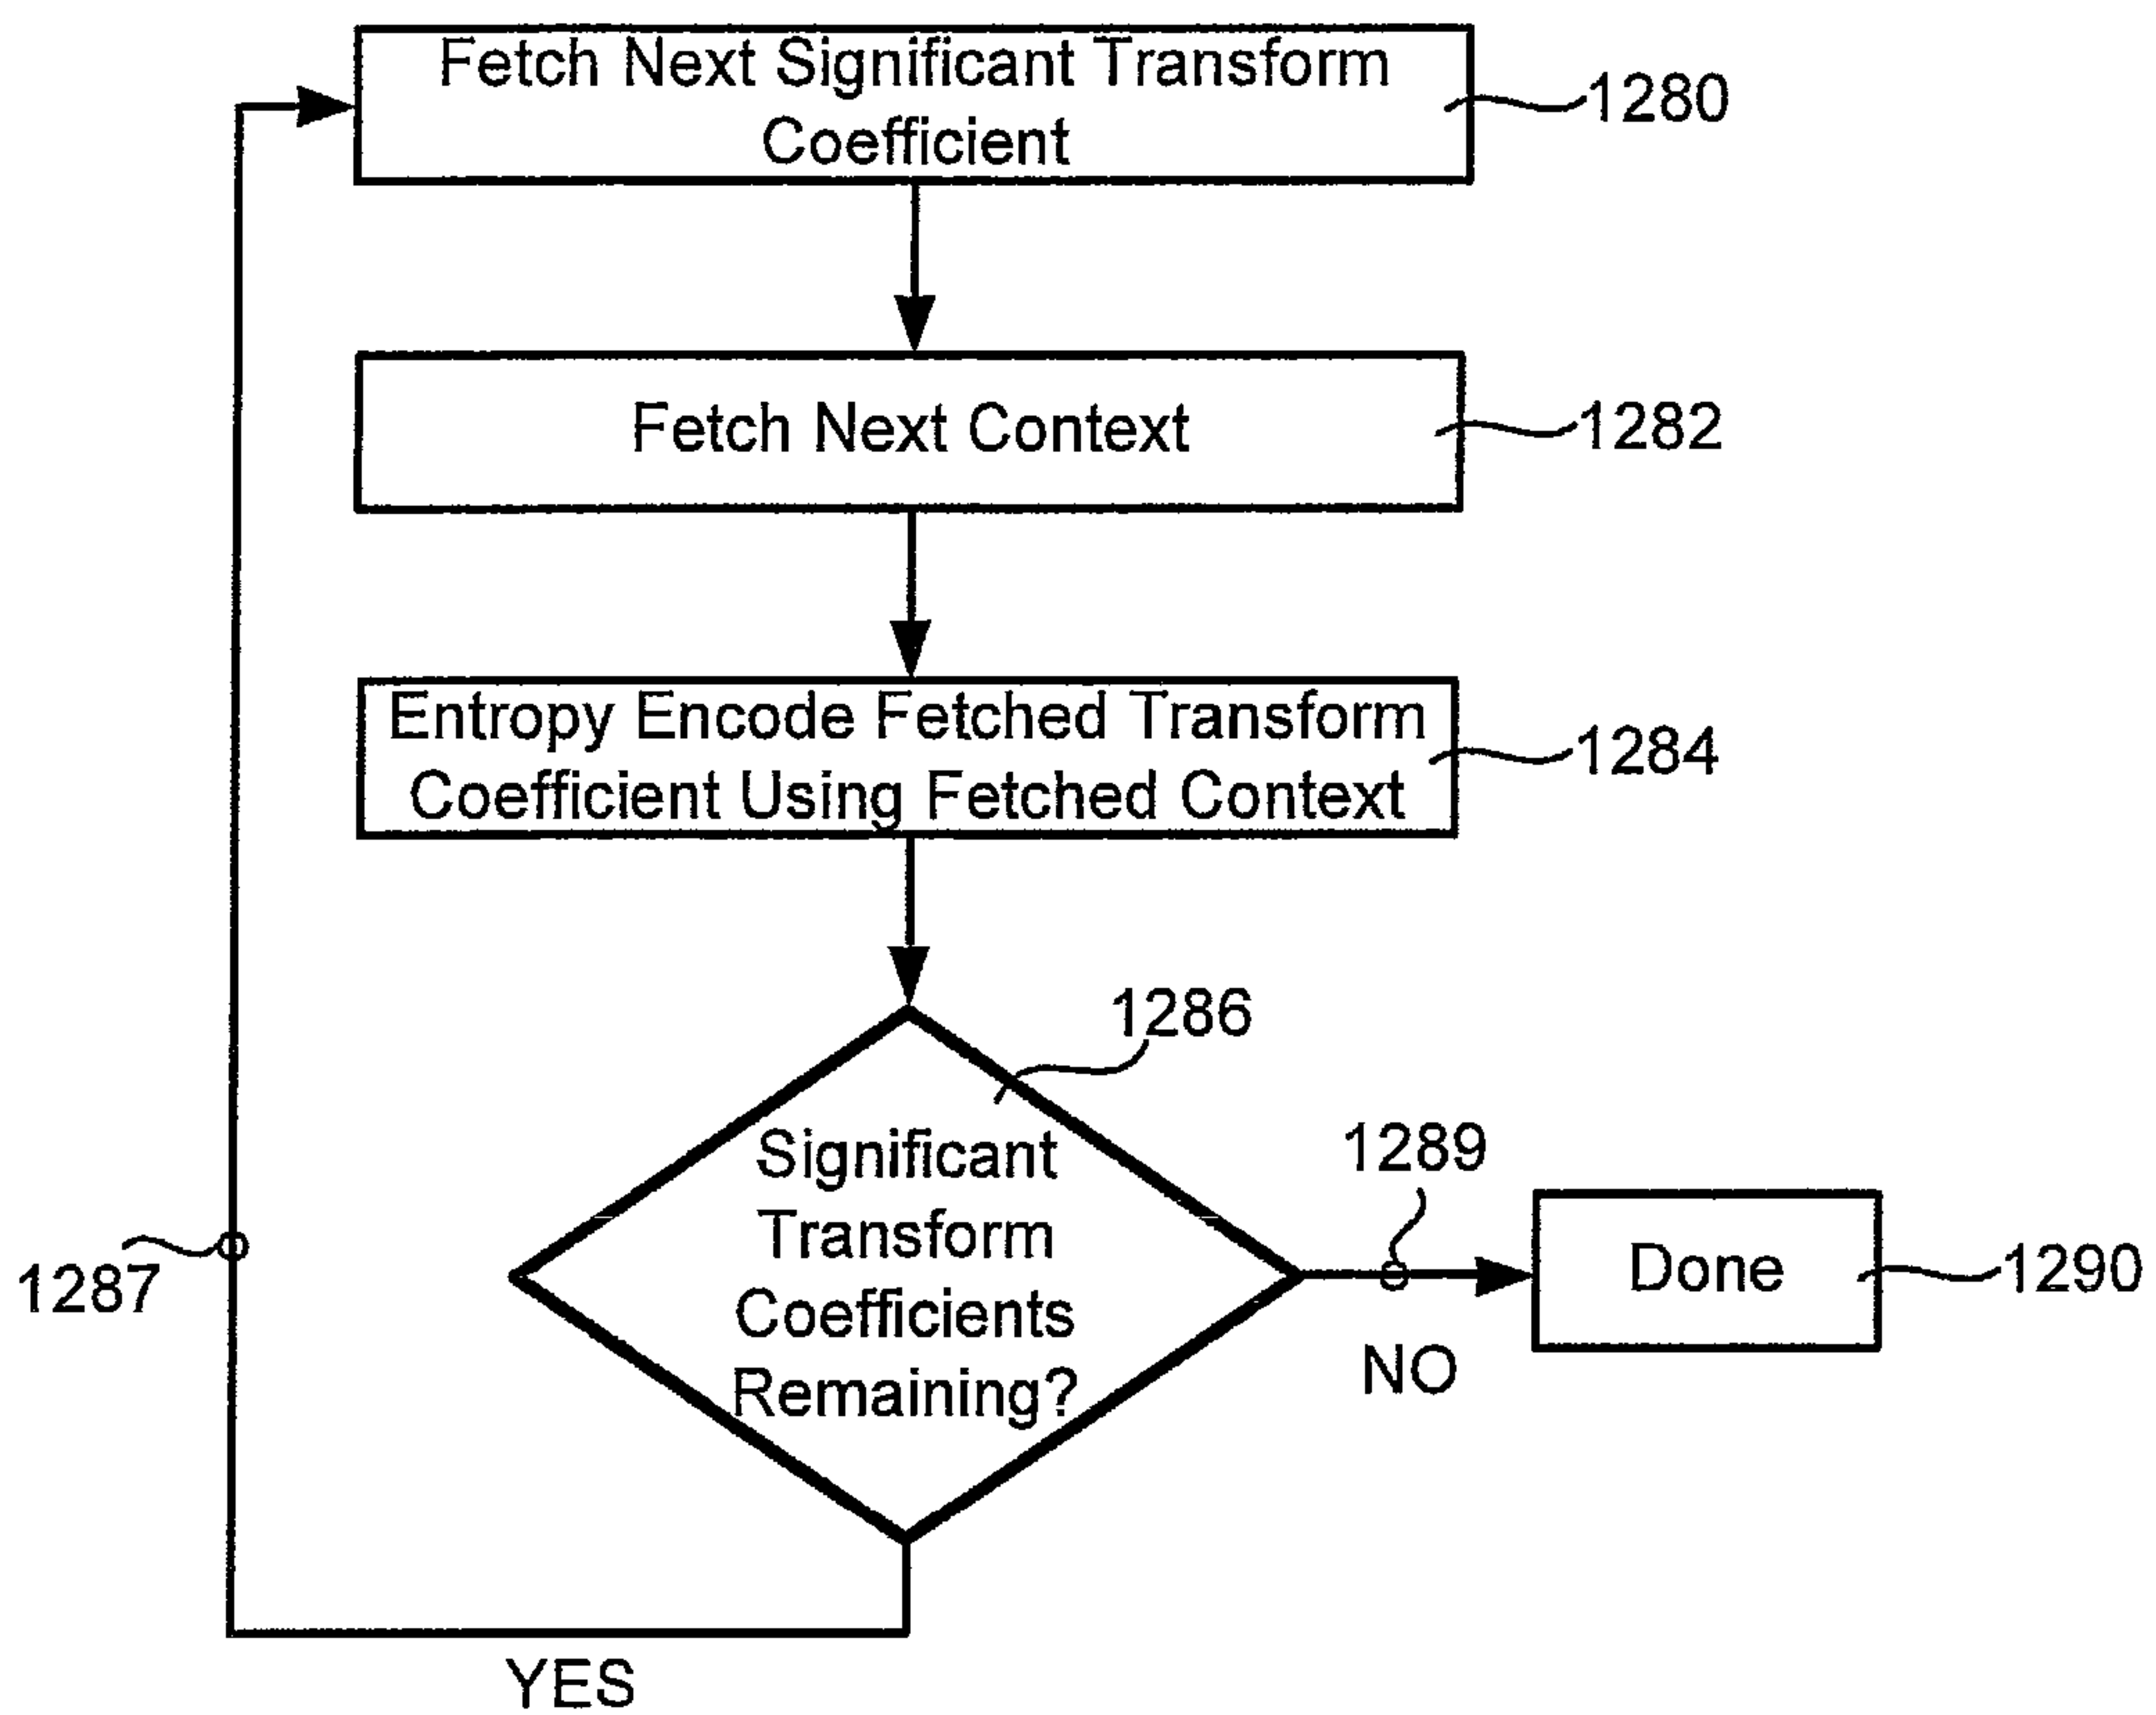 Fetch Next Significant Transform
Coefficient
1280
Fetch Next Context
1282
Entropy Encode Fetched Transform
Coefficient Using Fetched Context
1284
1286
Significant
Transform
Coefficients
Remaining?
1289
NO
Done
1290
1287
YES